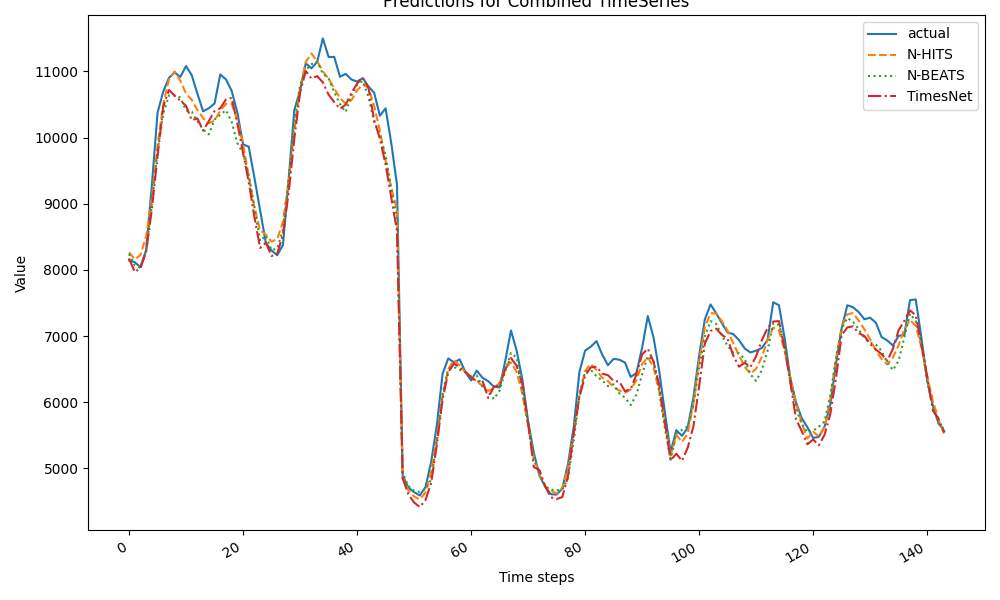 Predictions for Combined TimeSeries
actual
N-HITS
N-BEATS
TimesNet
Value
11000
10000
9000
8000
7000
6000
5000
0
20
40
60
80
100
120
140
Time steps